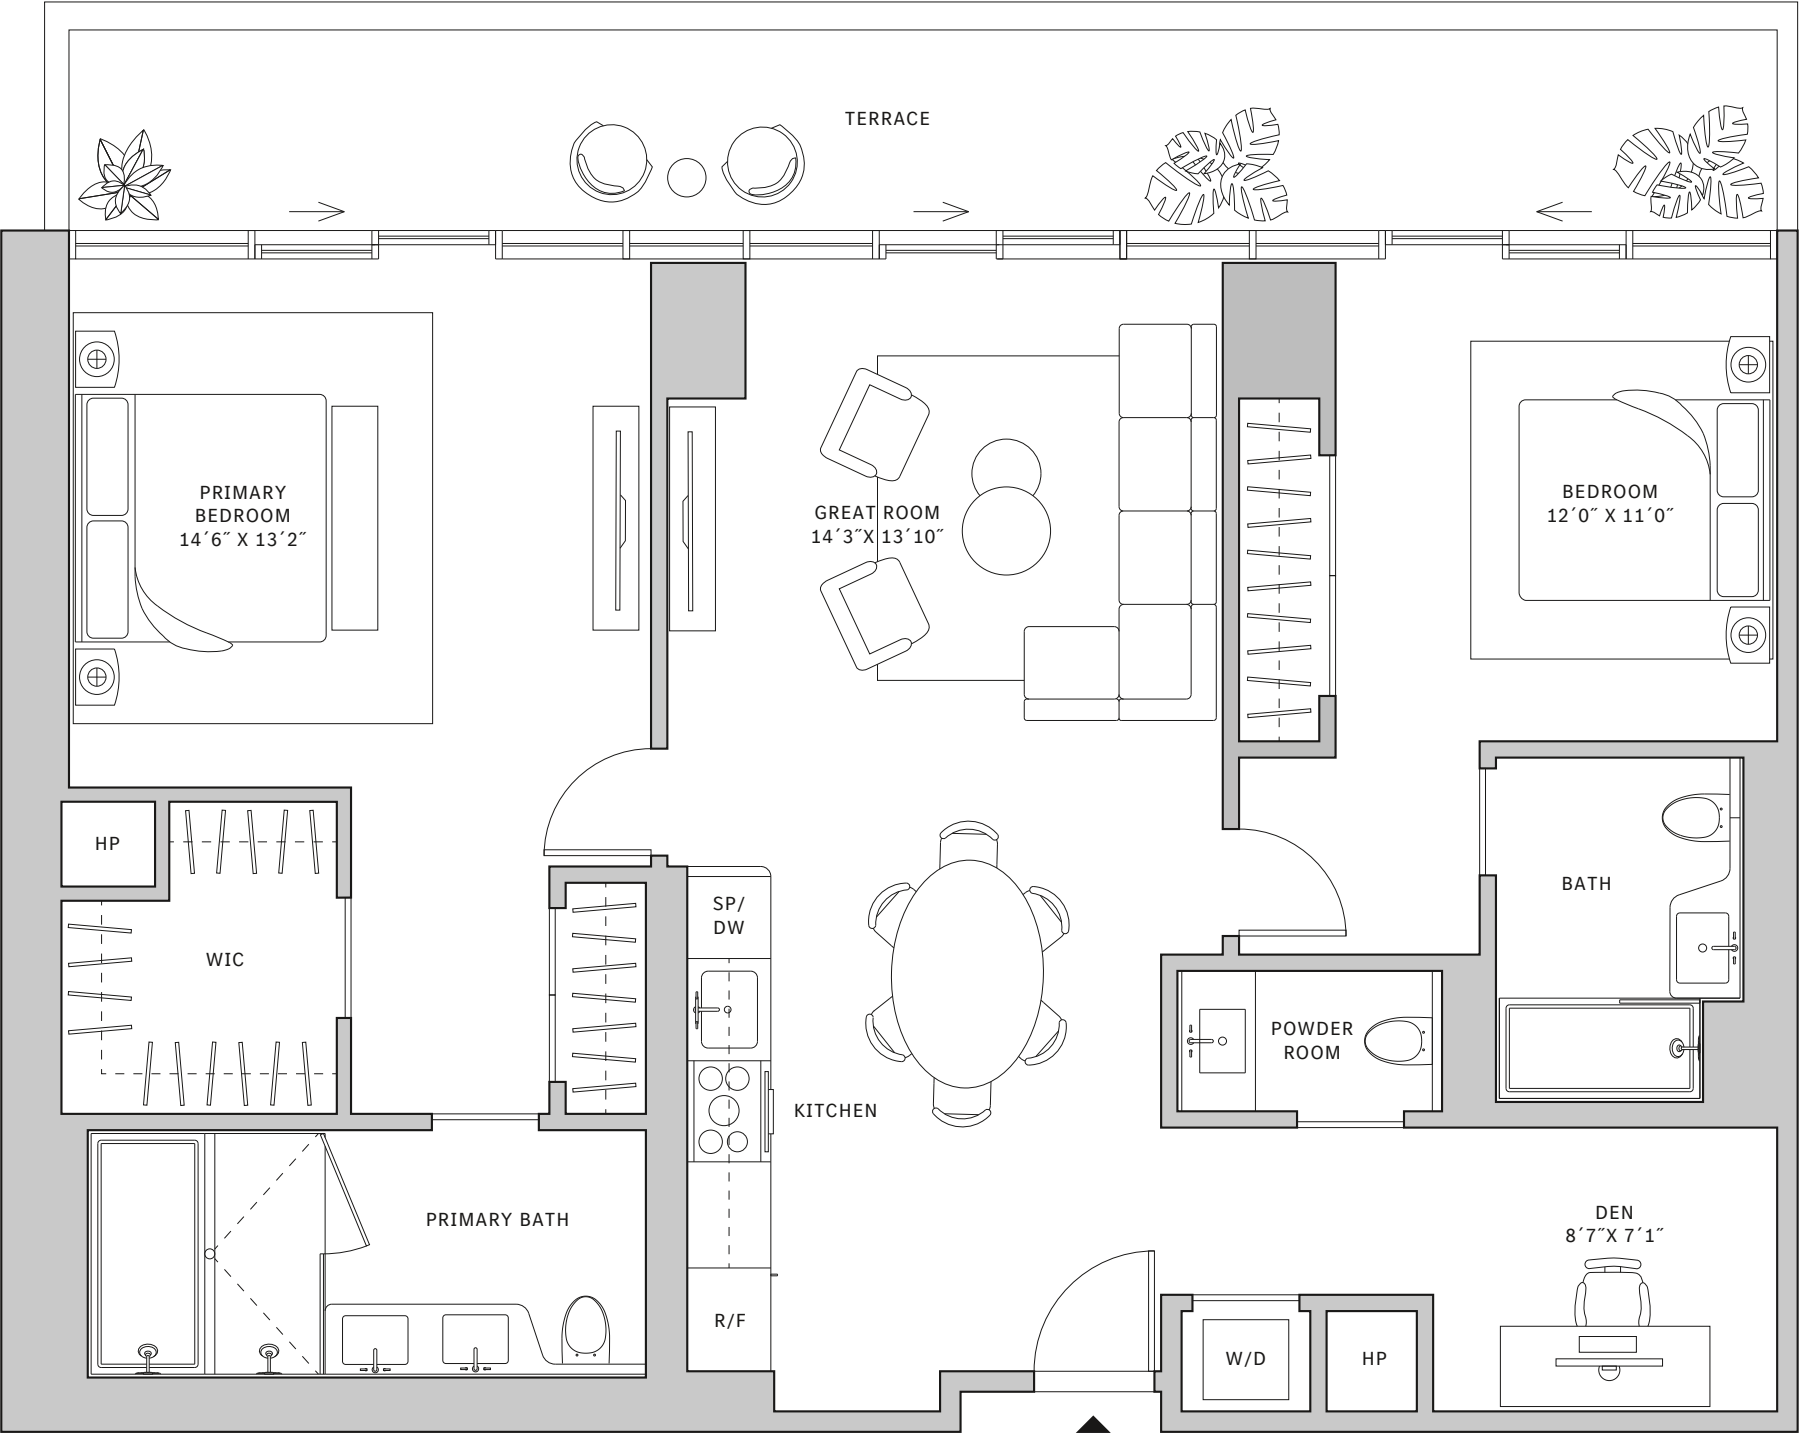 TERRACE
PRIMARY
BEDROOM
14´6˝ X 13´2˝
GREAT ROOM
14´3˝X 13´10˝
BEDROOM
12´0˝ X 11´0˝
HP
WIC
SP/
DW
BATH
POWDER
ROOM
KITCHEN
PRIMARY BATH
DEN
8´7˝X 7´1˝
R/F
W/D
HP